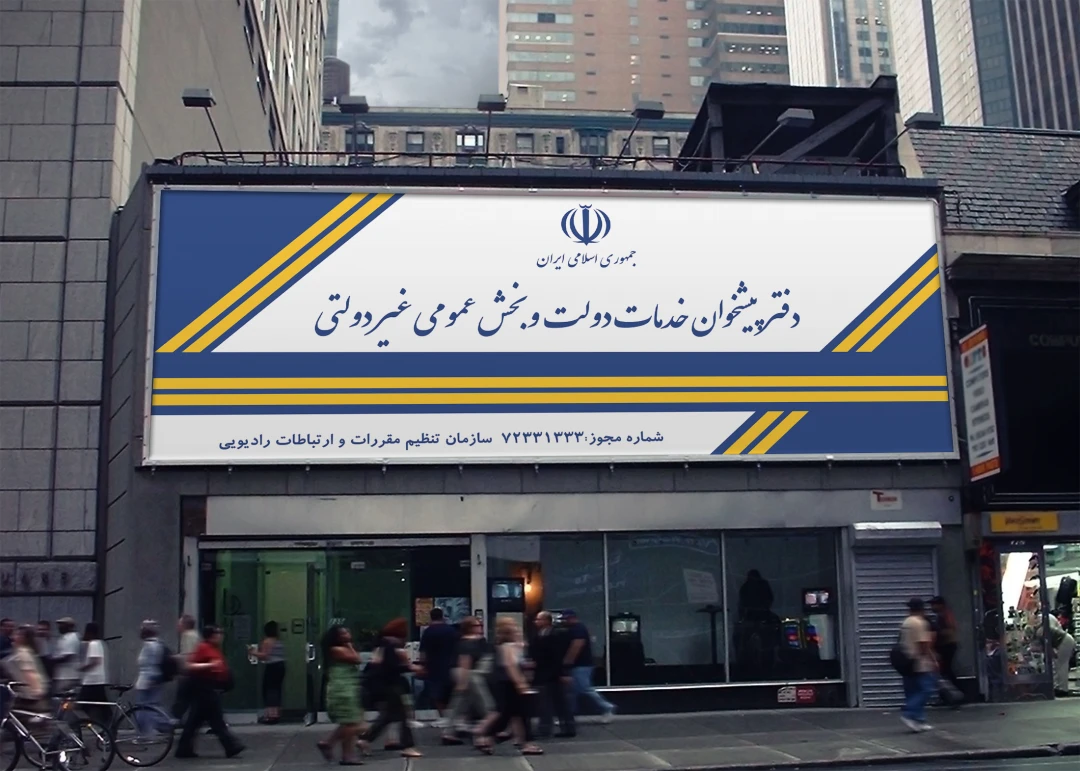 جمهوری اسلامی ایران
دفتر پیشخوان خدمات دولت و بخش عمومی غیر دولتی
شماره مجوز:۷۲۳۳۱۳۳۳ سازمان تنظیم مقررات و ارتباطات رادیویی